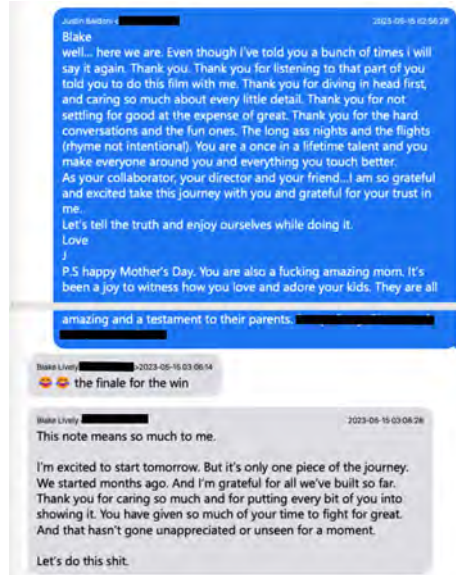 Justin Baldoni <
2023-05-15 02:56:28
Blake
well... here we are. Even though I've told you a bunch of times i will
say it again. Thank you. Thank you for listening to that part of you
told you to do this film with me. Thank you for diving in head first,
and caring so much about every little detail. Thank you for not
settling for good at the expense of great. Thank you for the hard
conversations and the fun ones. The long ass nights and the flights
(rhyme not intentional). You are a once in a lifetime talent and you
make everyone around you and everything you touch better.
As your collaborator, your director and your friend...I am so grateful
and excited take this journey with you and grateful for your trust in
me.
Let's tell the truth and enjoy ourselves while doing it.
Love
J
P.S happy Mother's Day. You are also a fucking amazing mom. It's
been a joy to witness how you love and adore your kids. They are all
amazing and a testament to their parents.
Blake Lively >2023-05-15 03:06:14
😂 😂 the finale for the win
Blake Lively 2023-05-15 03:08:28
This note means so much to me.
I'm excited to start tomorrow. But it's only one piece of the journey.
We started months ago. And I'm grateful for all we've built so far.
Thank you for caring so much and for putting every bit of you into
showing it. You have given so much of your time to fight for great.
And that hasn't gone unappreciated or unseen for a moment.
Let's do this shit.